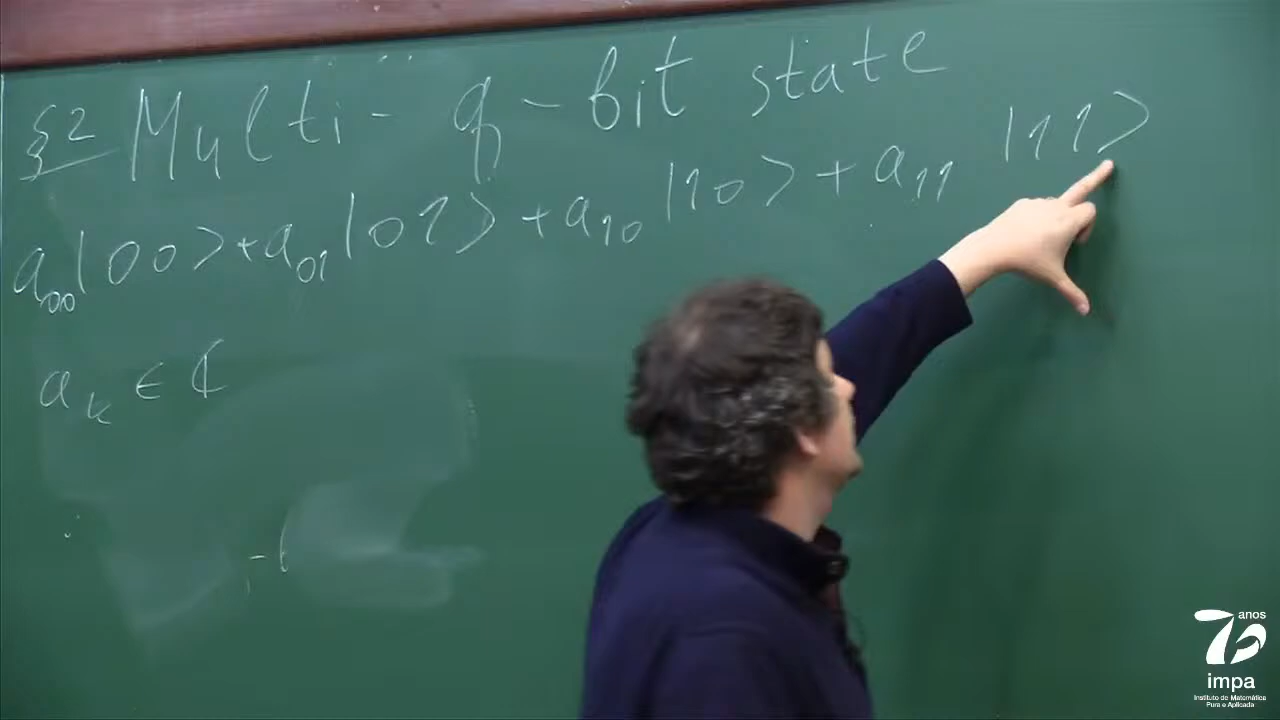 §2 Multi-q-bit state
a₀₀|00> + a₀₁|01> + a₁₀|10> + a₁₁ |11>
aₖ ∈ ℂ
70 anos
impa
Instituto de Matemática
Pura e Aplicada